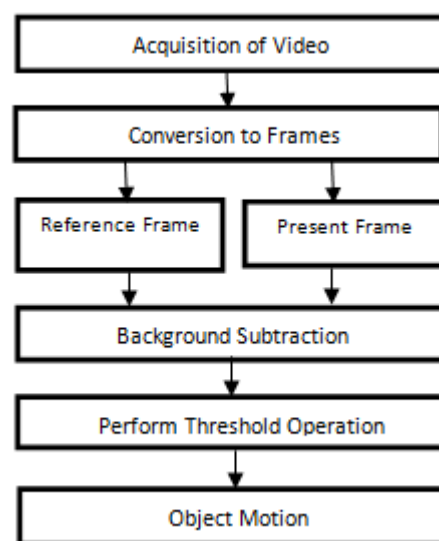 Acquisition of Video
Conversion to Frames
Reference Frame
Present Frame
Background Subtraction
Perform Threshold Operation
Object Motion